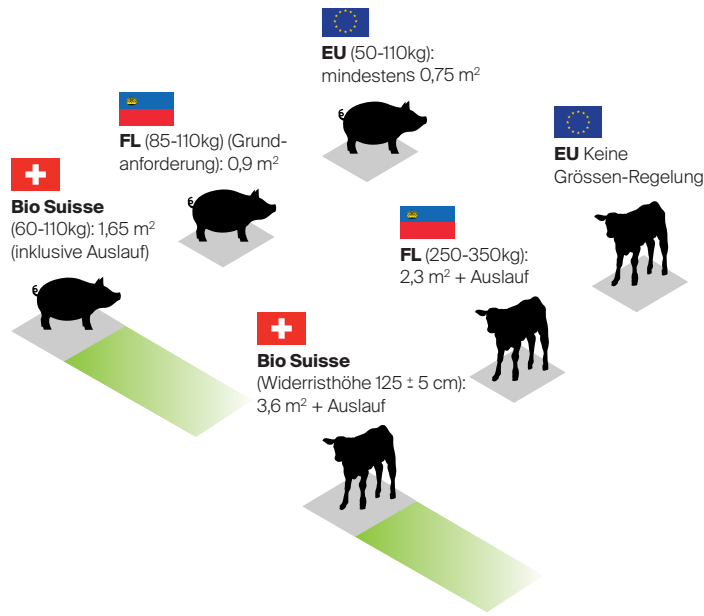 EU (50-110kg):
mindestens 0,75 m²
FL (85-110kg) (Grund-
anforderung): 0,9 m²
EU Keine
Grössen-Regelung
Bio Suisse
(60-110kg): 1,65 m²
(inklusive Auslauf)
FL (250-350kg):
2,3 m² + Auslauf
Bio Suisse
(Widerristhöhe 125 ± 5 cm):
3,6 m² + Auslauf